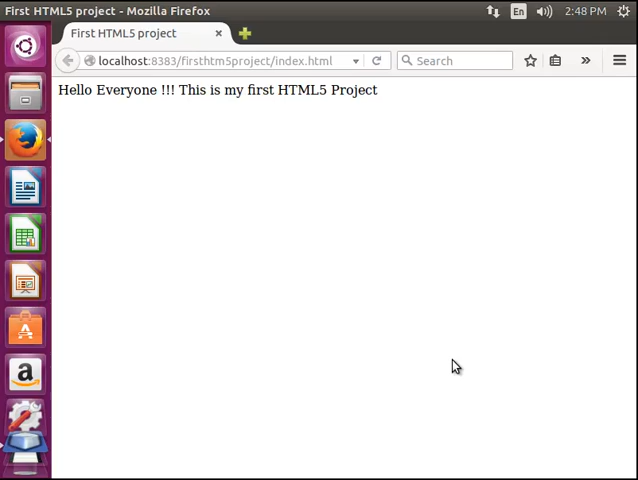 First HTML5 project - Mozilla Firefox
En
2:48 PM
First HTML5 project
localhost:8383/firsthtm5project/index.html
Search
Hello Everyone !!! This is my first HTML5 Project